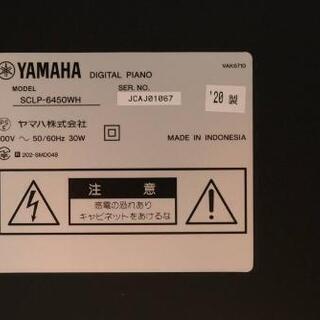 YAMAHA DIGITAL PIANO
VAK6710
MODEL
SCLP-6450WH
SER. NO.
JCAJ01067
'20 製
ヤマハ株式会社
00V ～ 50/60Hz 30W
MADE IN INDONESIA
R 202-SMD048
注 意
感電の恐れあり
キャビネットをあけるな